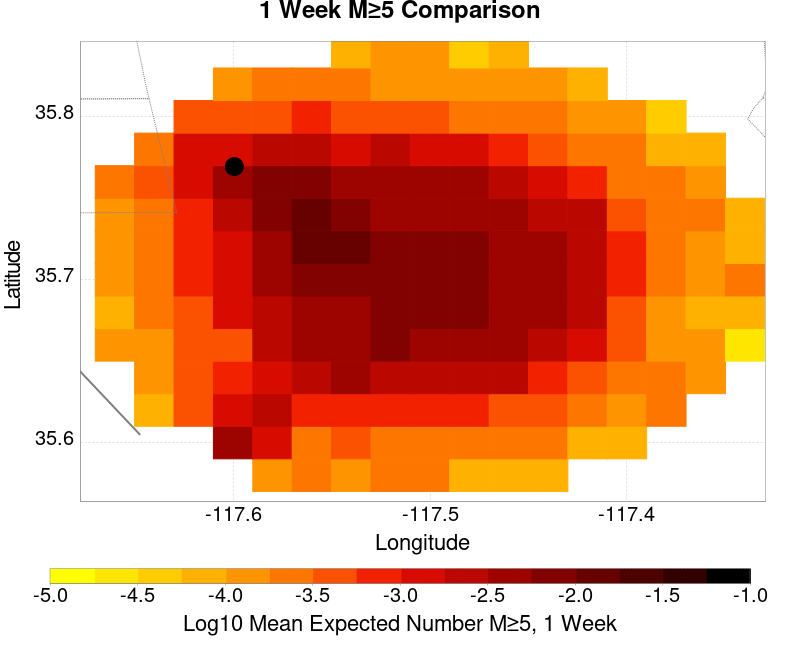 1 Week M≥5 Comparison
35.8
35.7
35.6
Latitude
-117.6 -117.5 -117.4
Longitude
-5.0 -4.5 -4.0 -3.5 -3.0 -2.5 -2.0 -1.5 -1.0
Log10 Mean Expected Number M≥5, 1 Week